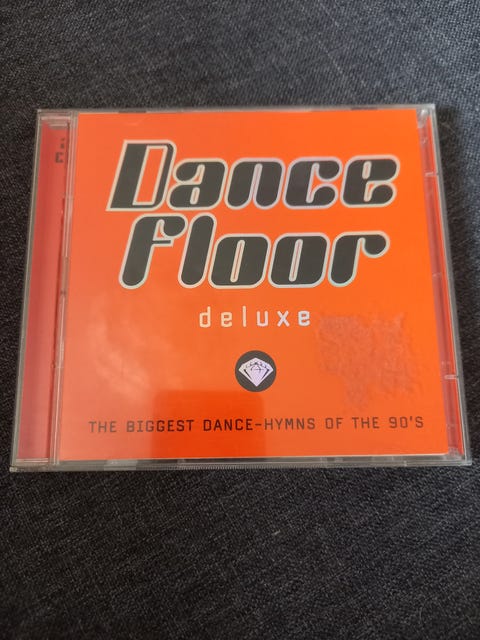 Dance
floor
deluxe
THE BIGGEST DANCE-HYMNS OF THE 90'S